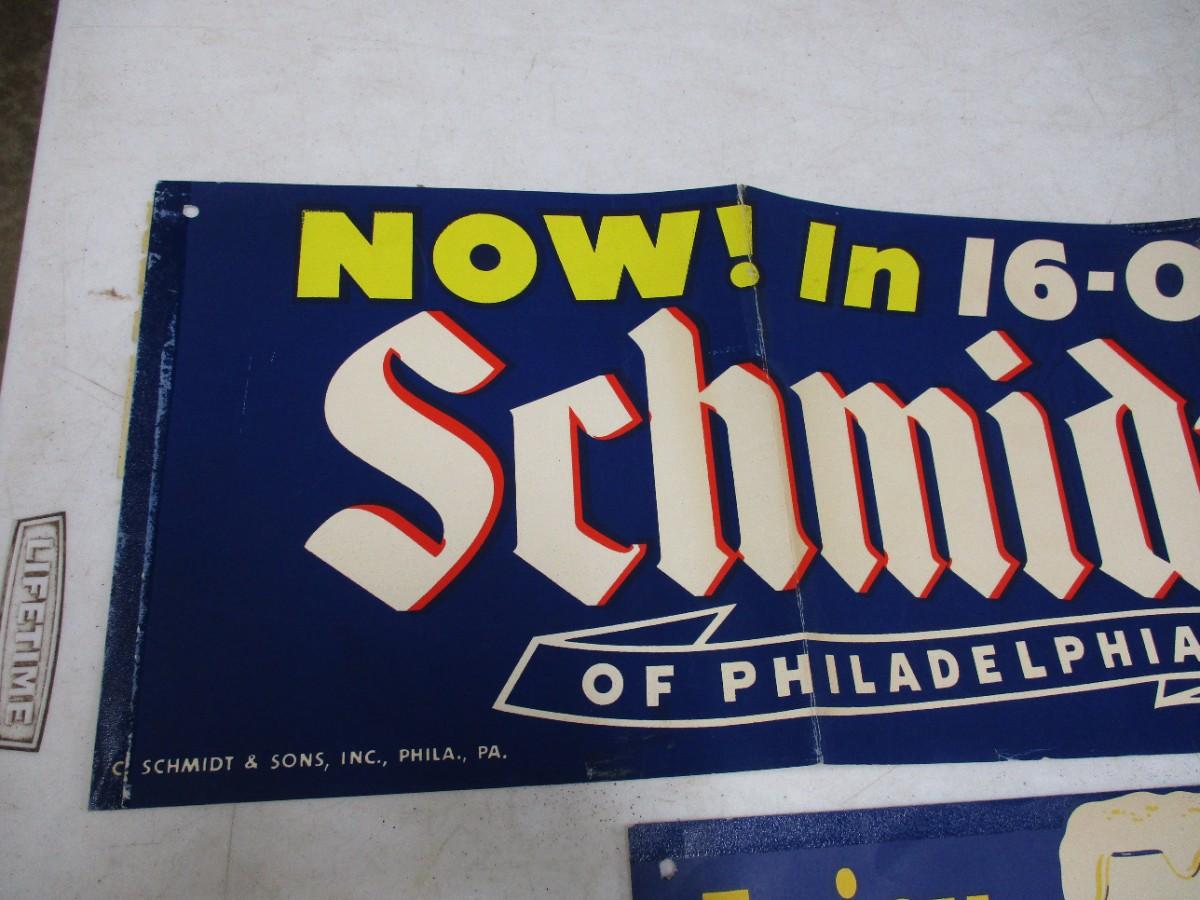 NOW! In 16-O
Schmid
OF PHILADELPHIA
C. SCHMIDT & SONS, INC., PHILA., PA.
LIFETIME